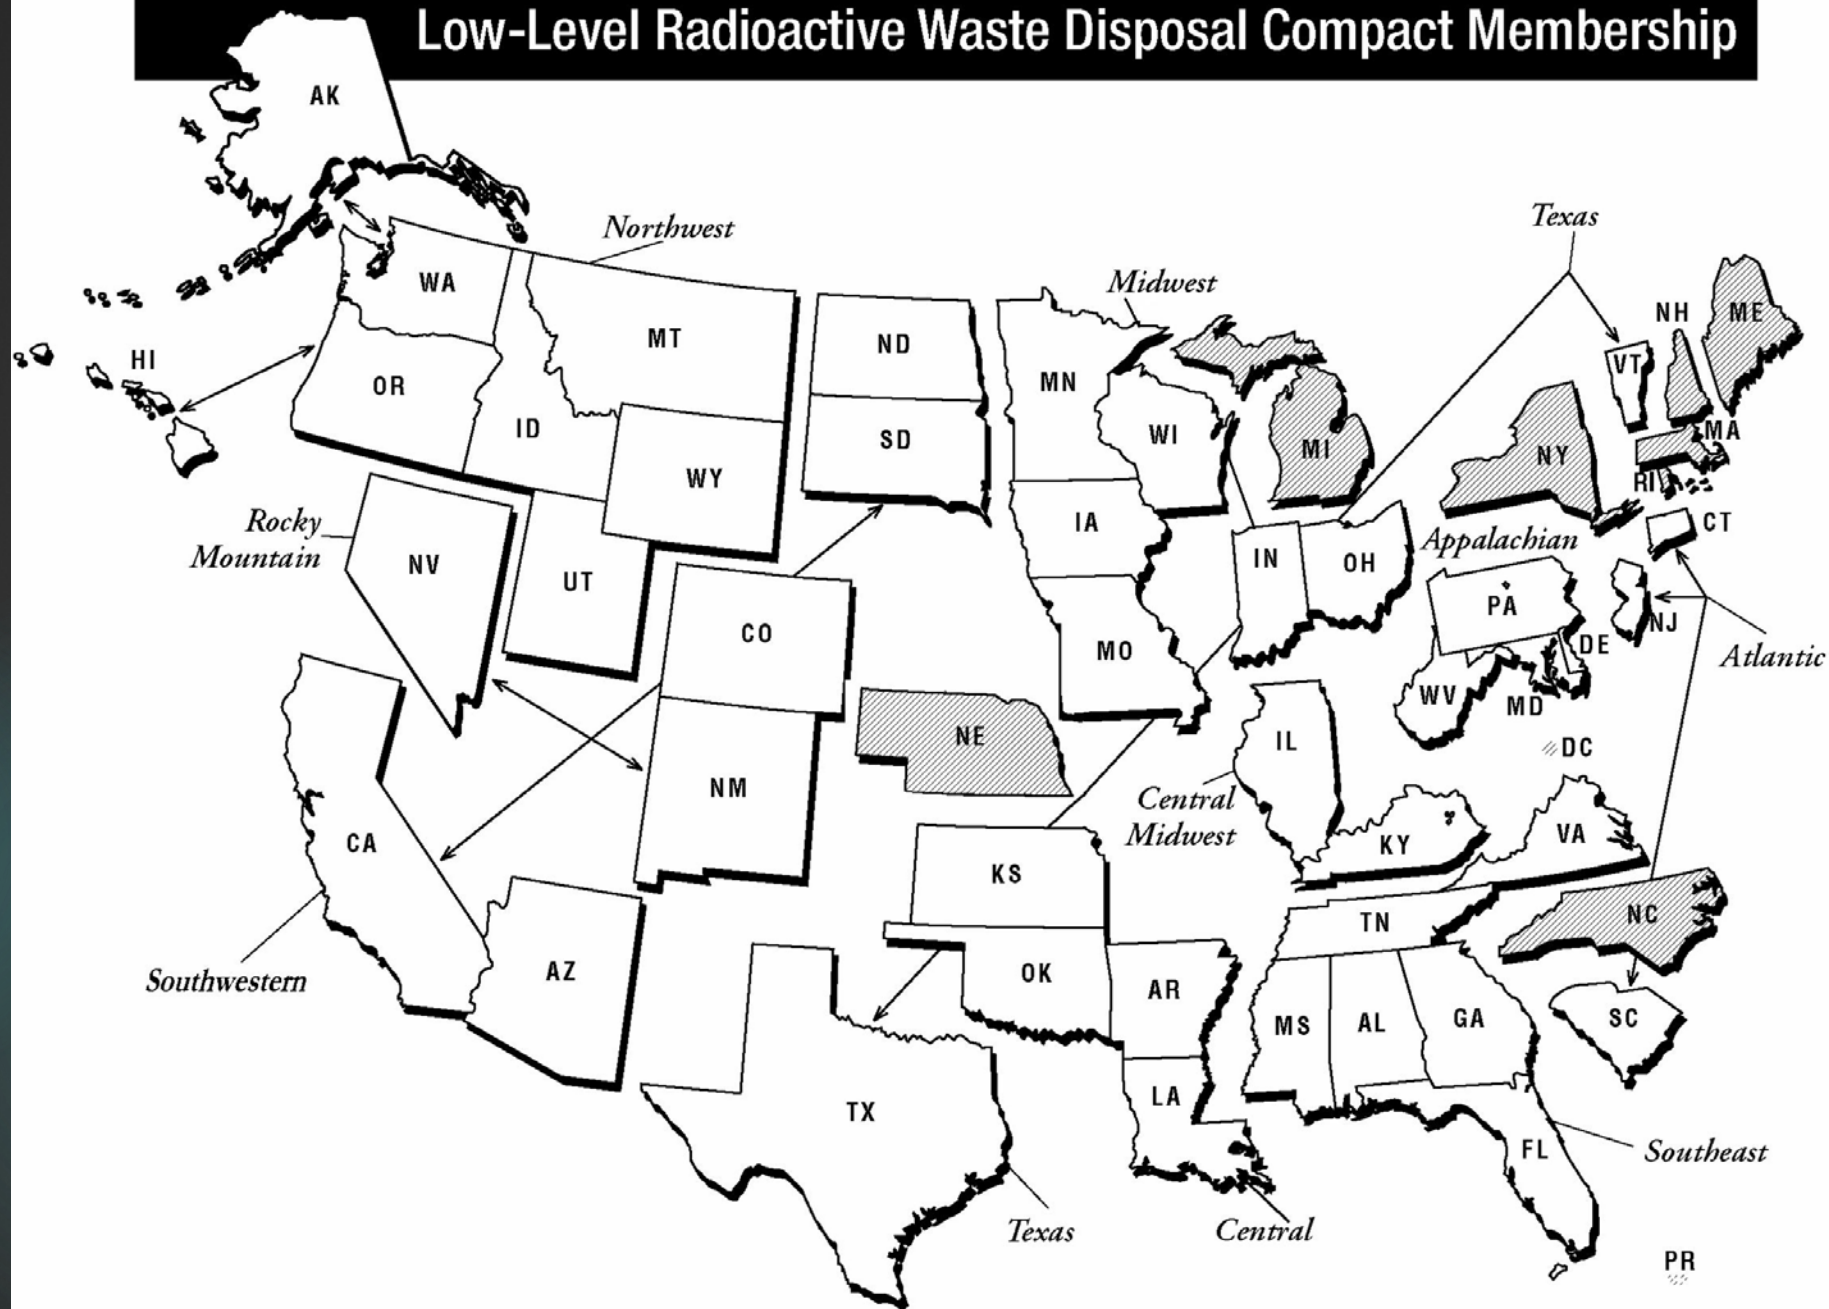 Low-Level Radioactive Waste Disposal Compact Membership
AK
Northwest
Texas
WA
Midwest
NH
ME
HI
MT
ND
VT
OR
MN
SD
WI
MA
ID
MI
NY
WY
RI
Rocky
Mountain
IA
CT
Appalachian
NV
UT
IN
OH
PA
CO
NJ
DE
Atlantic
MO
WV
MD
NE
IL
DC
NM
Central
Midwest
CA
KY
VA
KS
TN
NC
Southwestern
AZ
OK
AR
MS
AL
GA
SC
TX
LA
FL
Southeast
Texas
Central
PR